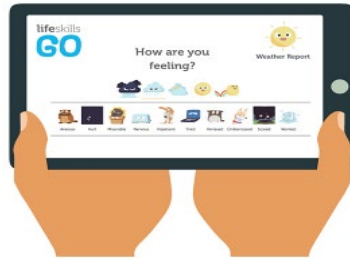 lifeskills
GO
How are you
feeling?
Weather Report
Anxious Hurt Miserable Nervous Impatient Tired Annoyed Embarrassed Scared Worried